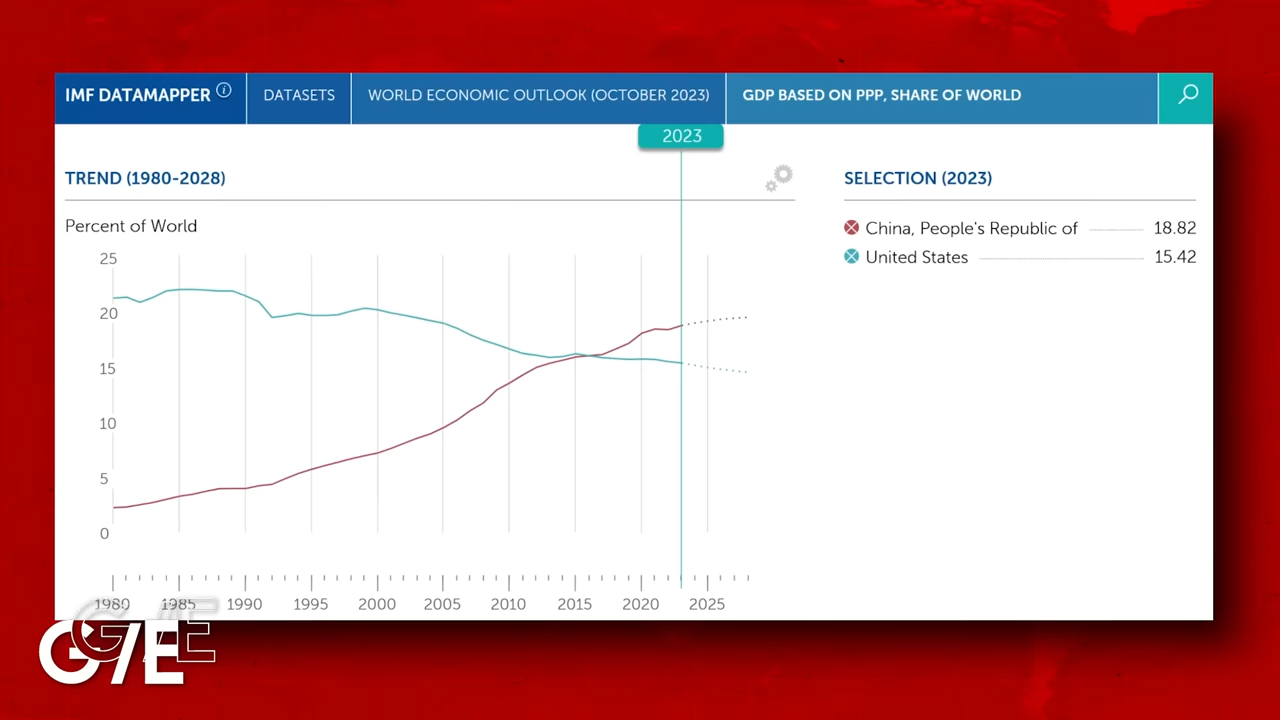 IMF DATAMAPPER i
DATASETS
WORLD ECONOMIC OUTLOOK (OCTOBER 2023)
GDP BASED ON PPP, SHARE OF WORLD
2023
TREND (1980-2028)
SELECTION (2023)
Percent of World
China, People's Republic of 18.82
United States 15.42
25
20
15
10
5
0
1980 1985 1990 1995 2000 2005 2010 2015 2020 2025
G/E
G/E